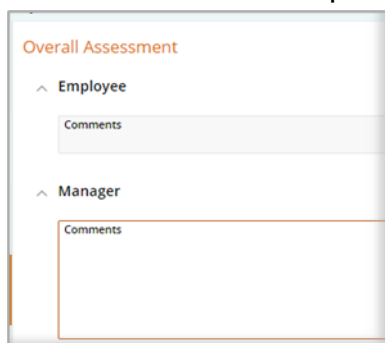 Overall Assessment
Employee
Comments
Manager
Comments